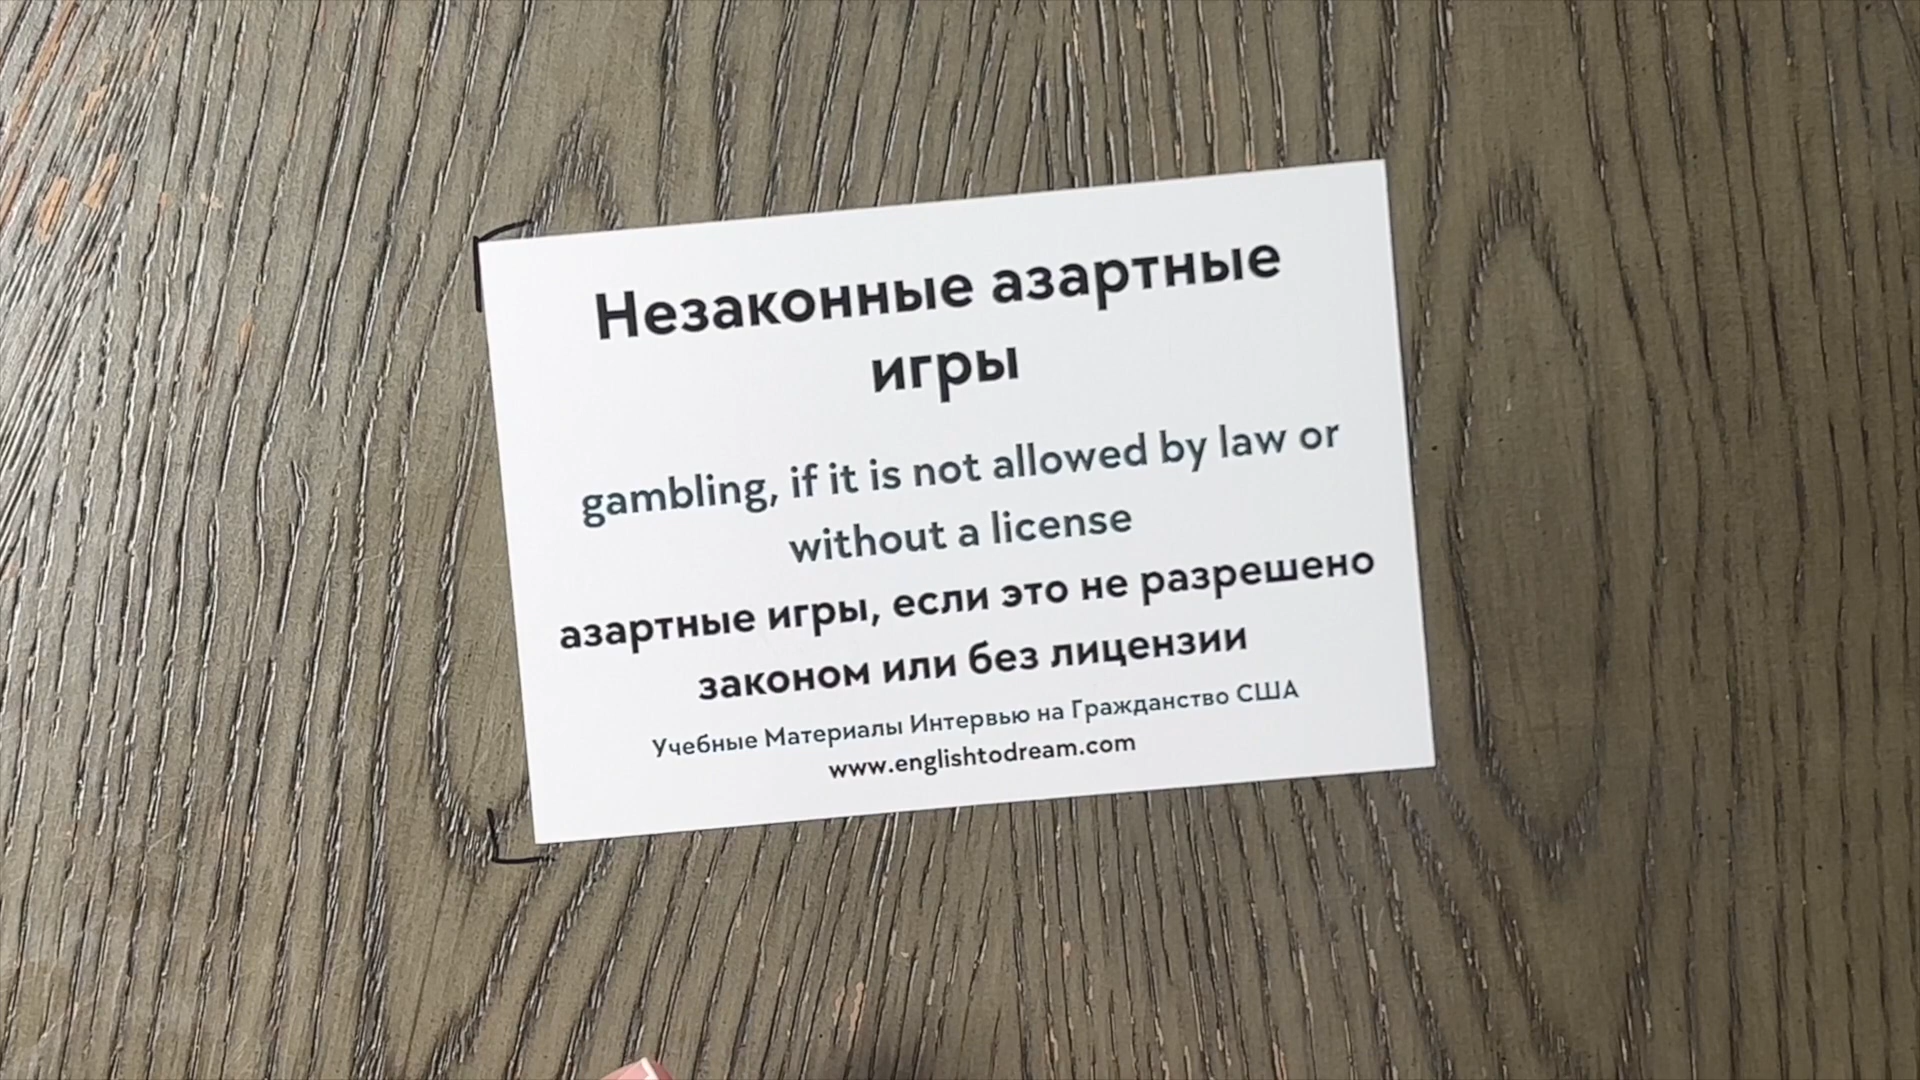 Незаконные азартные
игры
gambling, if it is not allowed by law or
without a license
азартные игры, если это не разрешено
законом или без лицензии
Учебные Материалы Интервью на Гражданство США
www.englishtodream.com